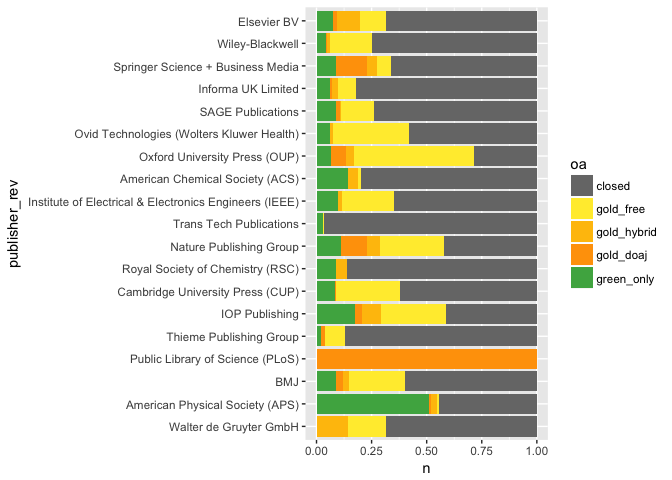 Elsevier BV
Wiley-Blackwell
Springer Science + Business Media
Informa UK Limited
SAGE Publications
Ovid Technologies (Wolters Kluwer Health)
Oxford University Press (OUP)
American Chemical Society (ACS)
Institute of Electrical & Electronics Engineers (IEEE)
Trans Tech Publications
Nature Publishing Group
Royal Society of Chemistry (RSC)
Cambridge University Press (CUP)
IOP Publishing
Thieme Publishing Group
Public Library of Science (PLoS)
BMJ
American Physical Society (APS)
Walter de Gruyter GmbH
publisher_rev
0.00 0.25 0.50 0.75 1.00
n
oa
closed
gold_free
gold_hybrid
gold_doaj
green_only